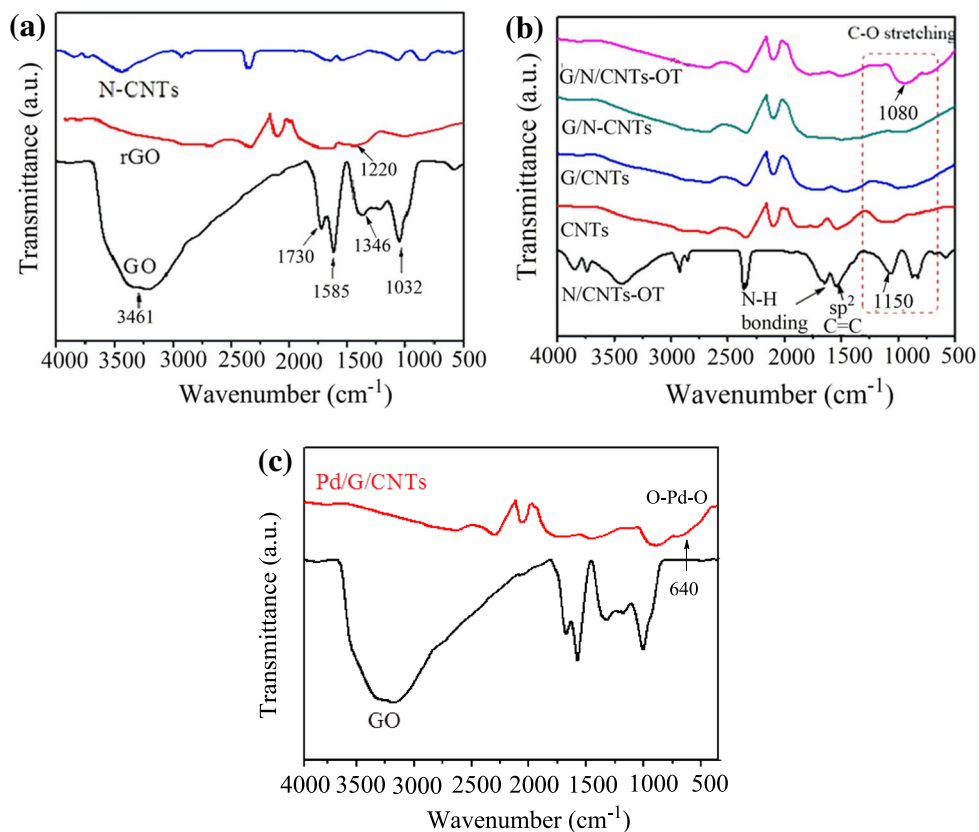 (a)
Transmittance (a.u.)
N-CNTs
rGO
1220
GO
3461
1730
1585
1346
1032
4000 3500 3000 2500 2000 1500 1000 500
Wavenumber (cm⁻¹)
(b)
Transmittance (a.u.)
C-O stretching
G/N/CNTs-OT
1080
G/N-CNTs
G/CNTs
CNTs
N/CNTs-OT
N-H
bonding
sp²
C=C
1150
4000 3500 3000 2500 2000 1500 1000 500
Wavenumber (cm⁻¹)
(c)
Transmittance (a.u.)
Pd/G/CNTs
O-Pd-O
640
GO
4000 3500 3000 2500 2000 1500 1000 500
Wavenumber (cm⁻¹)